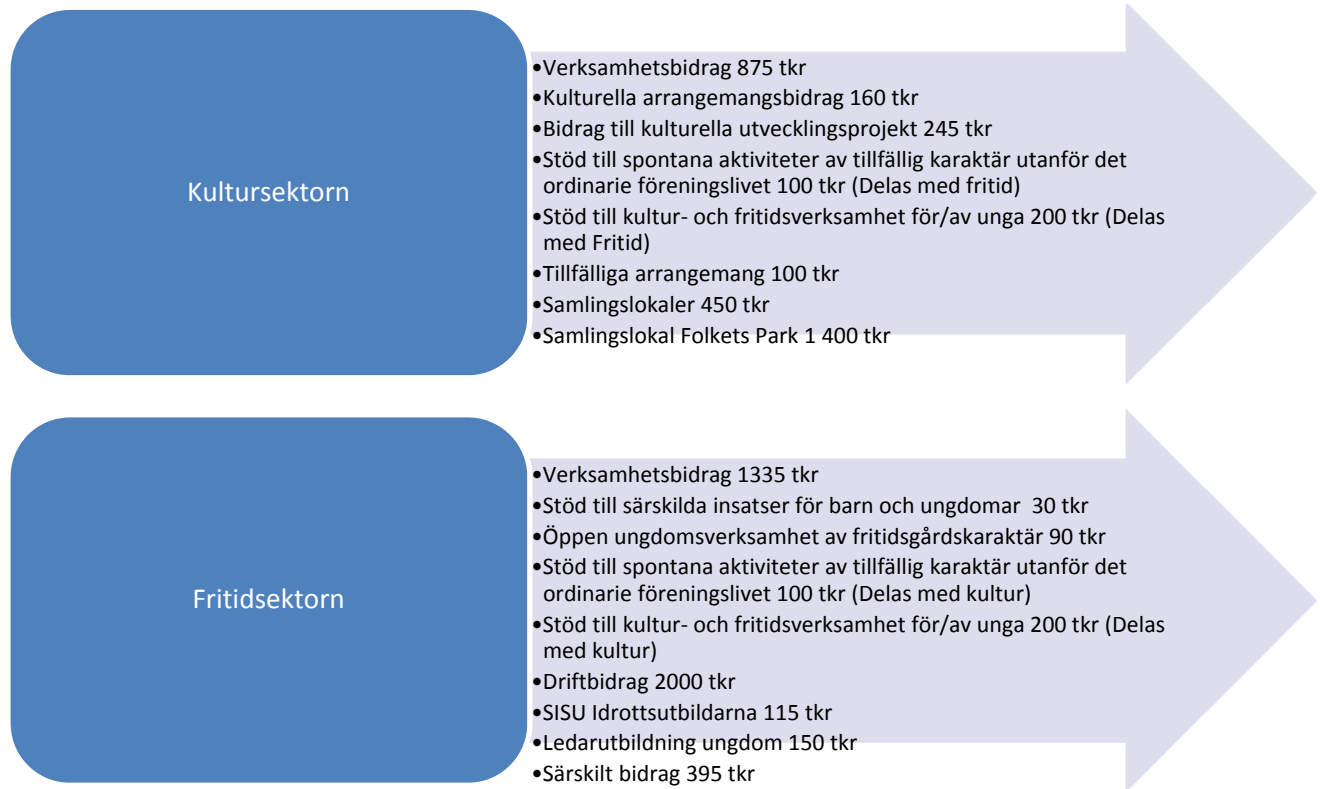 Kultursektorn
•Verksamhetsbidrag 875 tkr
•Kulturella arrangemangsbidrag 160 tkr
•Bidrag till kulturella utvecklingsprojekt 245 tkr
•Stöd till spontana aktiviteter av tillfällig karaktär utanför det
ordinarie föreningslivet 100 tkr (Delas med fritid)
•Stöd till kultur- och fritidsverksamhet för/av unga 200 tkr (Delas
med Fritid)
•Tillfälliga arrangemang 100 tkr
•Samlingslokaler 450 tkr
•Samlingslokal Folkets Park 1 400 tkr
Fritidsektorn
•Verksamhetsbidrag 1335 tkr
•Stöd till särskilda insatser för barn och ungdomar  30 tkr
•Öppen ungdomsverksamhet av fritidsgårdskaraktär 90 tkr
•Stöd till spontana aktiviteter av tillfällig karaktär utanför det
ordinarie föreningslivet 100 tkr (Delas med kultur)
•Stöd till kultur- och fritidsverksamhet för/av unga 200 tkr (Delas
med kultur)
•Driftbidrag 2000 tkr
•SISU Idrottsutbildarna 115 tkr
•Ledarutbildning ungdom 150 tkr
•Särskilt bidrag 395 tkr